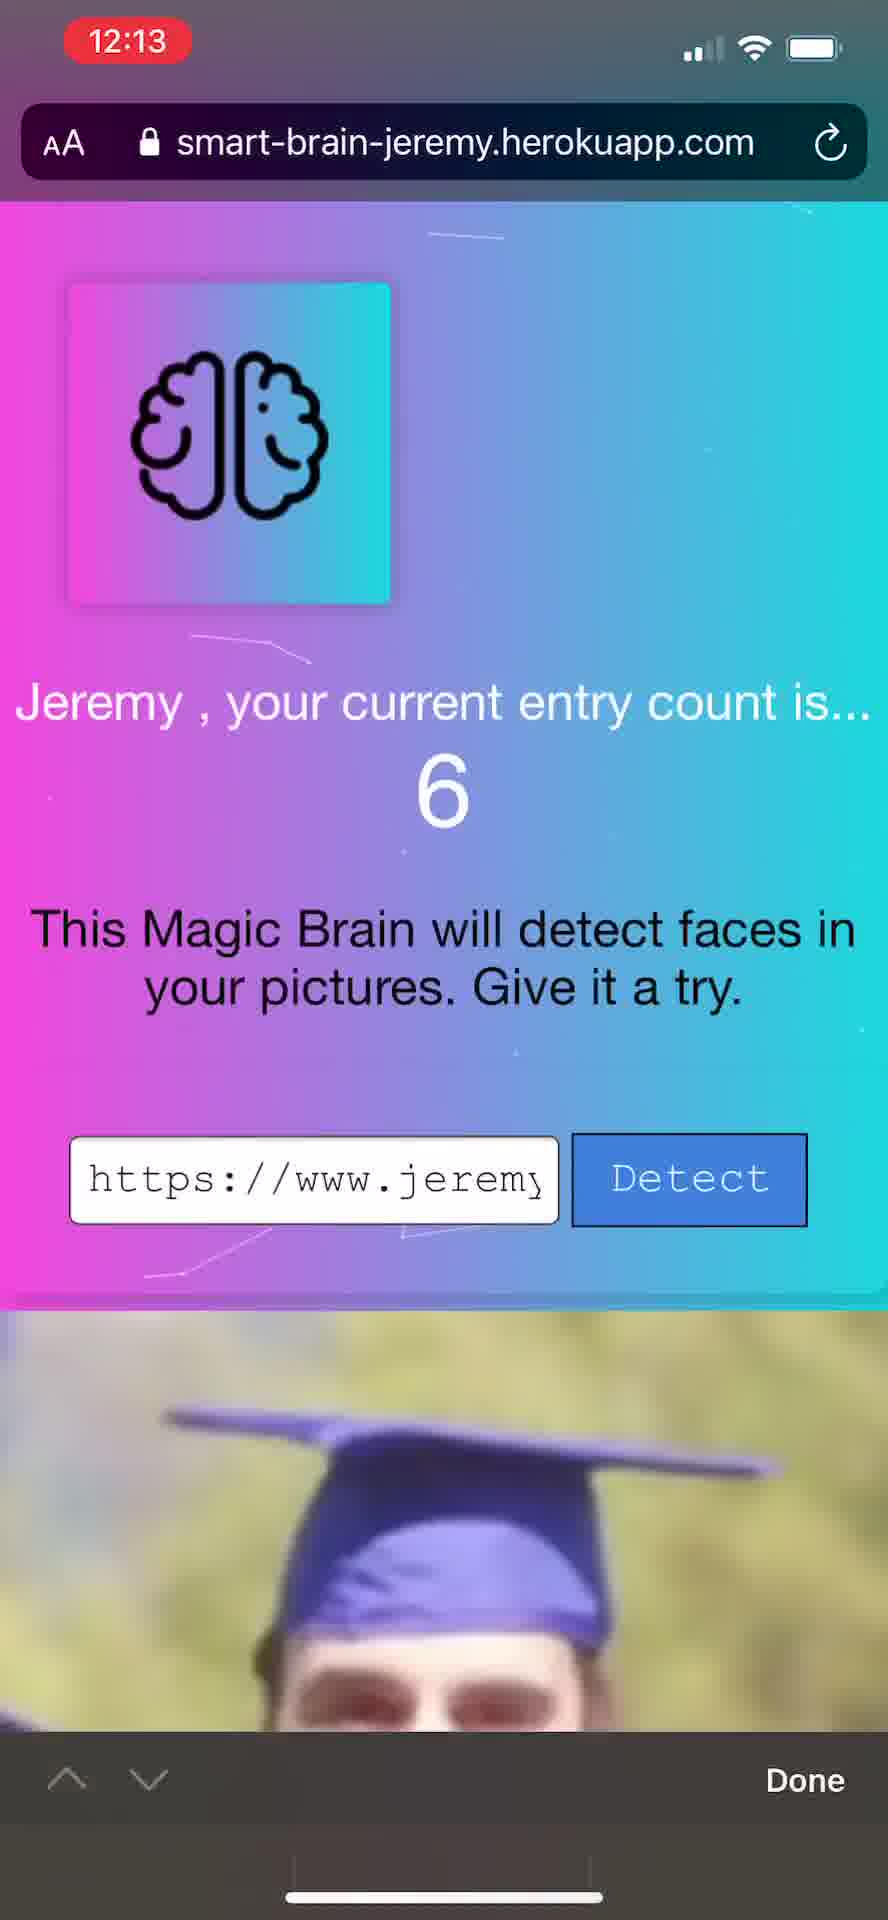 12:13
AA smart-brain-jeremy.herokuapp.com
Jeremy , your current entry count is...
6
This Magic Brain will detect faces in
your pictures. Give it a try.
https://www.jeremy Detect
Done